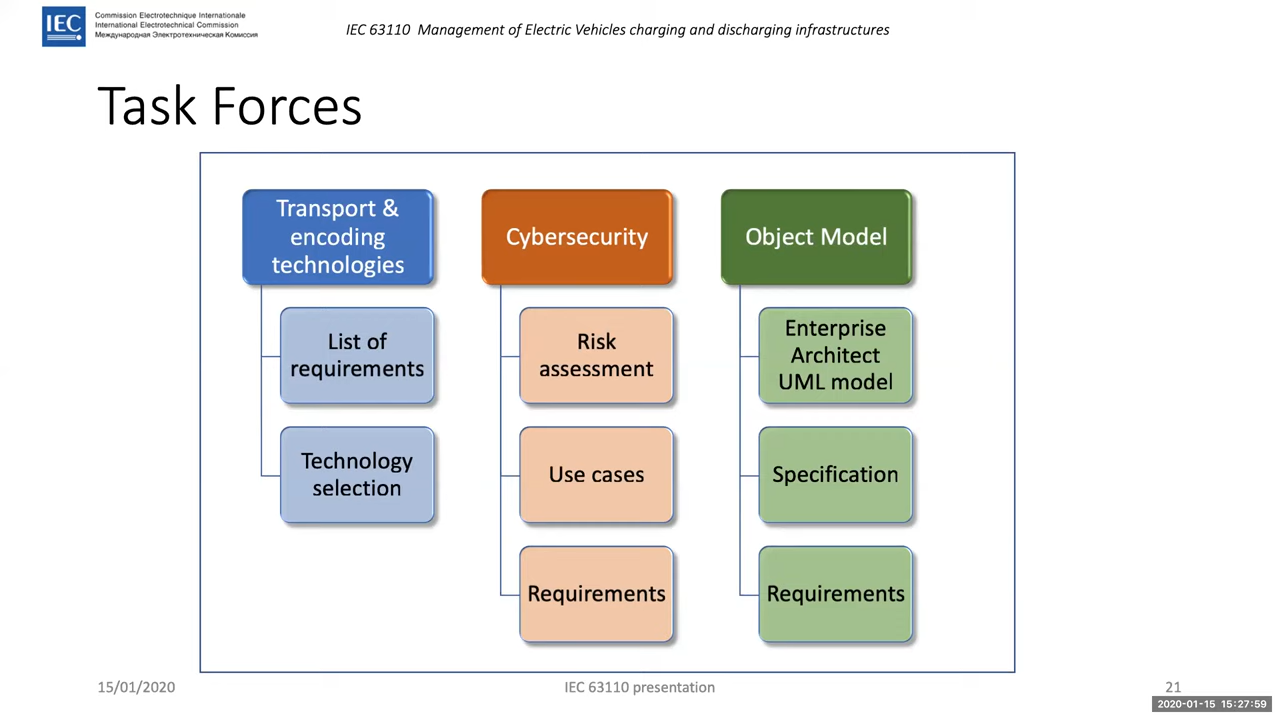 IEC
Commission Electrotechnique Internationale
International Electrotechnical Commission
Международная Электротехническая Комиссия
IEC 63110 Management of Electric Vehicles charging and discharging infrastructures
Task Forces
Transport &
encoding
technologies
List of
requirements
Technology
selection
Cybersecurity
Risk
assessment
Use cases
Requirements
Object Model
Enterprise
Architect
UML model
Specification
Requirements
15/01/2020
IEC 63110 presentation
21
2020-01-15 15:27:59